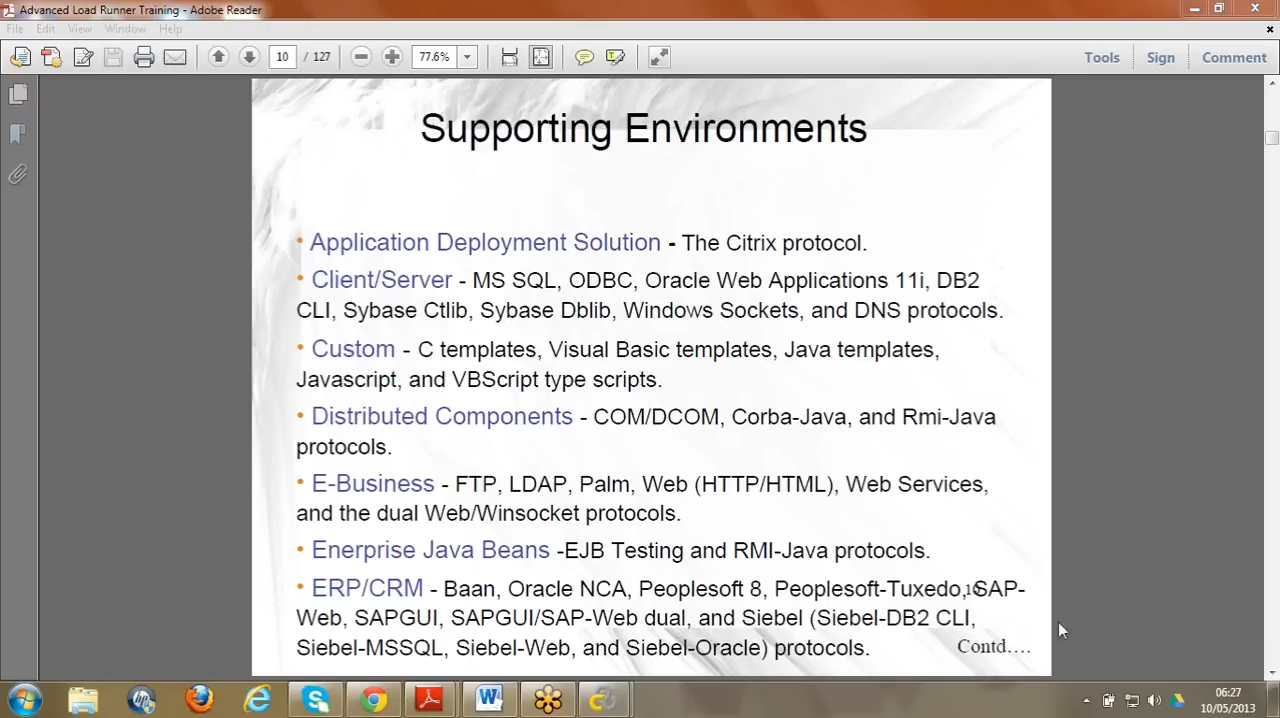 Advanced Load Runner Training - Adobe Reader
File Edit View Window Help
10 / 127 77.6% Tools Sign Comment
Supporting Environments
• Application Deployment Solution - The Citrix protocol.
• Client/Server - MS SQL, ODBC, Oracle Web Applications 11i, DB2
CLI, Sybase Ctlib, Sybase Dblib, Windows Sockets, and DNS protocols.
• Custom - C templates, Visual Basic templates, Java templates,
Javascript, and VBScript type scripts.
• Distributed Components - COM/DCOM, Corba-Java, and Rmi-Java
protocols.
• E-Business - FTP, LDAP, Palm, Web (HTTP/HTML), Web Services,
and the dual Web/Winsocket protocols.
• Enerprise Java Beans -EJB Testing and RMI-Java protocols.
• ERP/CRM - Baan, Oracle NCA, Peoplesoft 8, Peoplesoft-Tuxedo, SAP-
10
Web, SAPGUI, SAPGUI/SAP-Web dual, and Siebel (Siebel-DB2 CLI,
Siebel-MSSQL, Siebel-Web, and Siebel-Oracle) protocols.
Contd....
06:27
10/05/2013